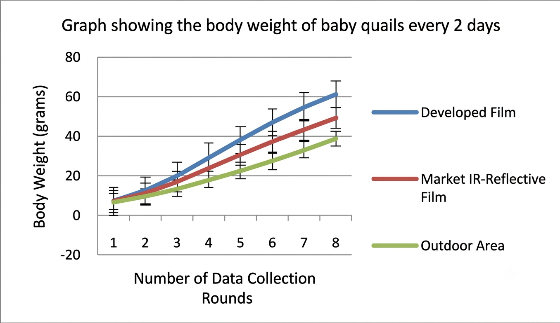 Graph showing the body weight of baby quails every 2 days
80
60
40
20
0
-20
Body Weight (grams)
1 2 3 4 5 6 7 8
Number of Data Collection
Rounds
Developed Film
Market IR-Reflective
Film
Outdoor Area